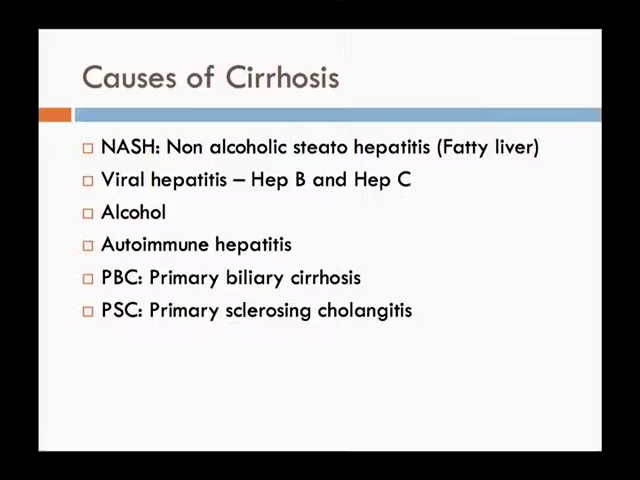 Causes of Cirrhosis
NASH: Non alcoholic steato hepatitis (Fatty liver)
Viral hepatitis – Hep B and Hep C
Alcohol
Autoimmune hepatitis
PBC: Primary biliary cirrhosis
PSC: Primary sclerosing cholangitis